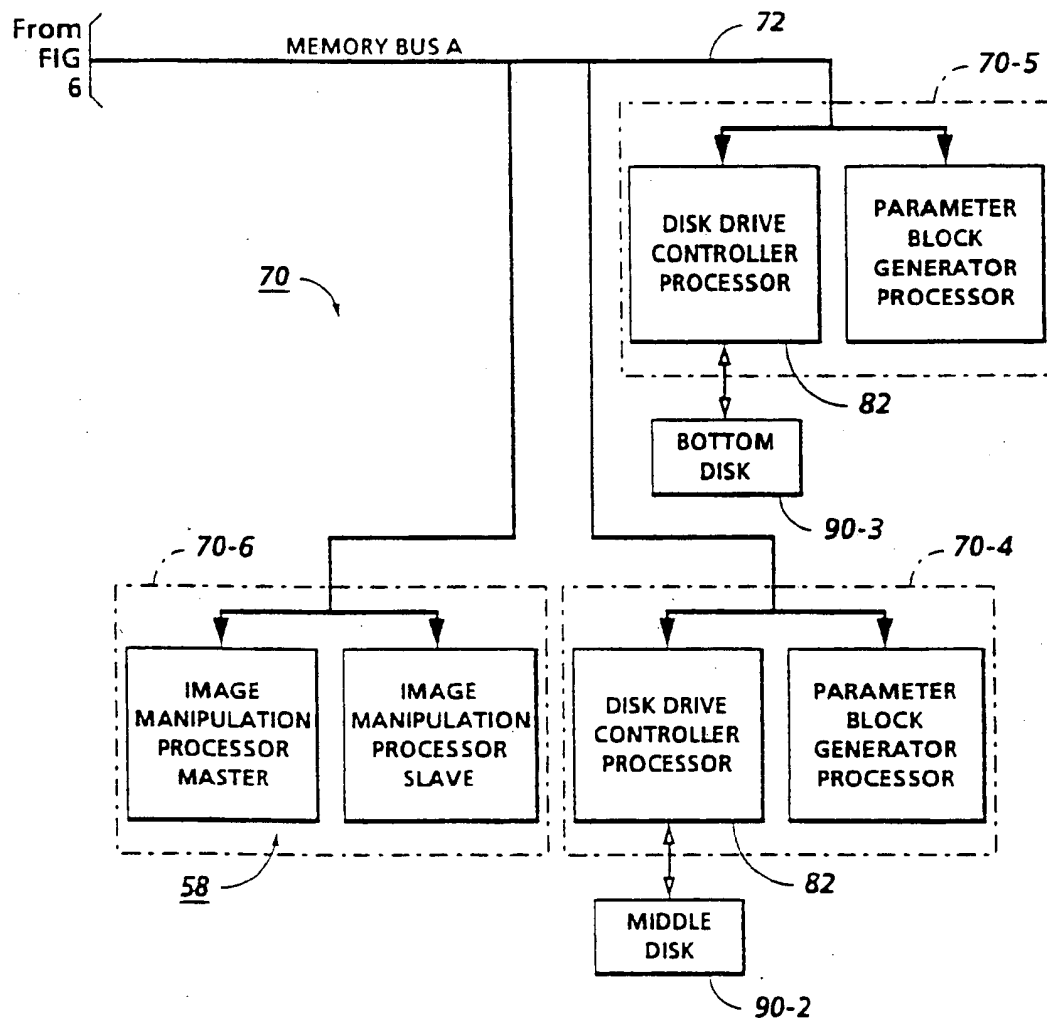 From
FIG
6
MEMORY BUS A
72
70-5
DISK DRIVE
CONTROLLER
PROCESSOR
PARAMETER
BLOCK
GENERATOR
PROCESSOR
70
82
BOTTOM
DISK
90-3
70-6
70-4
IMAGE
MANIPULATION
PROCESSOR
MASTER
IMAGE
MANIPULATION
PROCESSOR
SLAVE
DISK DRIVE
CONTROLLER
PROCESSOR
PARAMETER
BLOCK
GENERATOR
PROCESSOR
58
82
MIDDLE
DISK
90-2